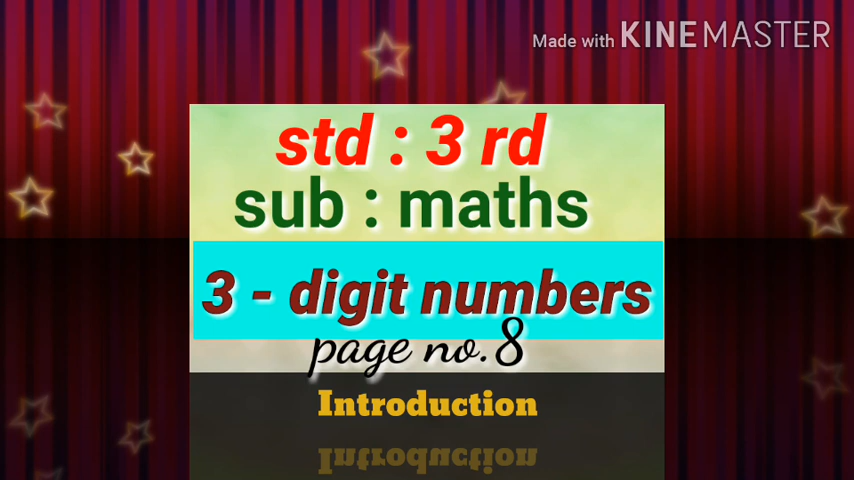 Made with KINEMASTER
std : 3 rd
sub : maths
3 - digit numbers
page no.8
Introduction